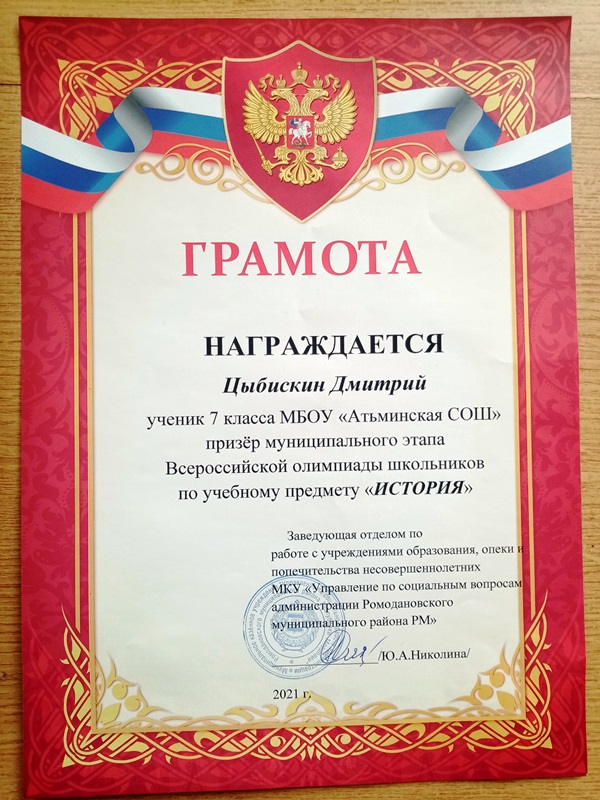 ГРАМОТА
НАГРАЖДАЕТСЯ
Цыбискин Дмитрий
ученик 7 класса МБОУ «Атьминская СОШ»
призёр муниципального этапа
Всероссийской олимпиады школьников
по учебному предмету «ИСТОРИЯ»
Заведующая отделом по
работе с учреждениями образования, опеки и
попечительства несовершеннолетних
МКУ «Управление по социальным вопросам
администрации Ромодановского
муниципального района РМ»
/Ю.А.Николина/
2021 г.